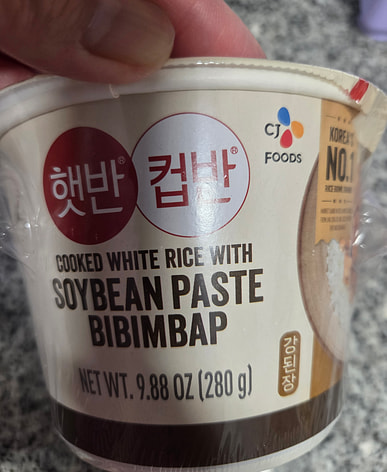 햇반®
컵반®
CJ
FOODS
KOREA'S
NO.1
COOKED WHITE RICE WITH
SOYBEAN PASTE
BIBIMBAP
강된장
NET WT. 9.88 OZ (280 g)